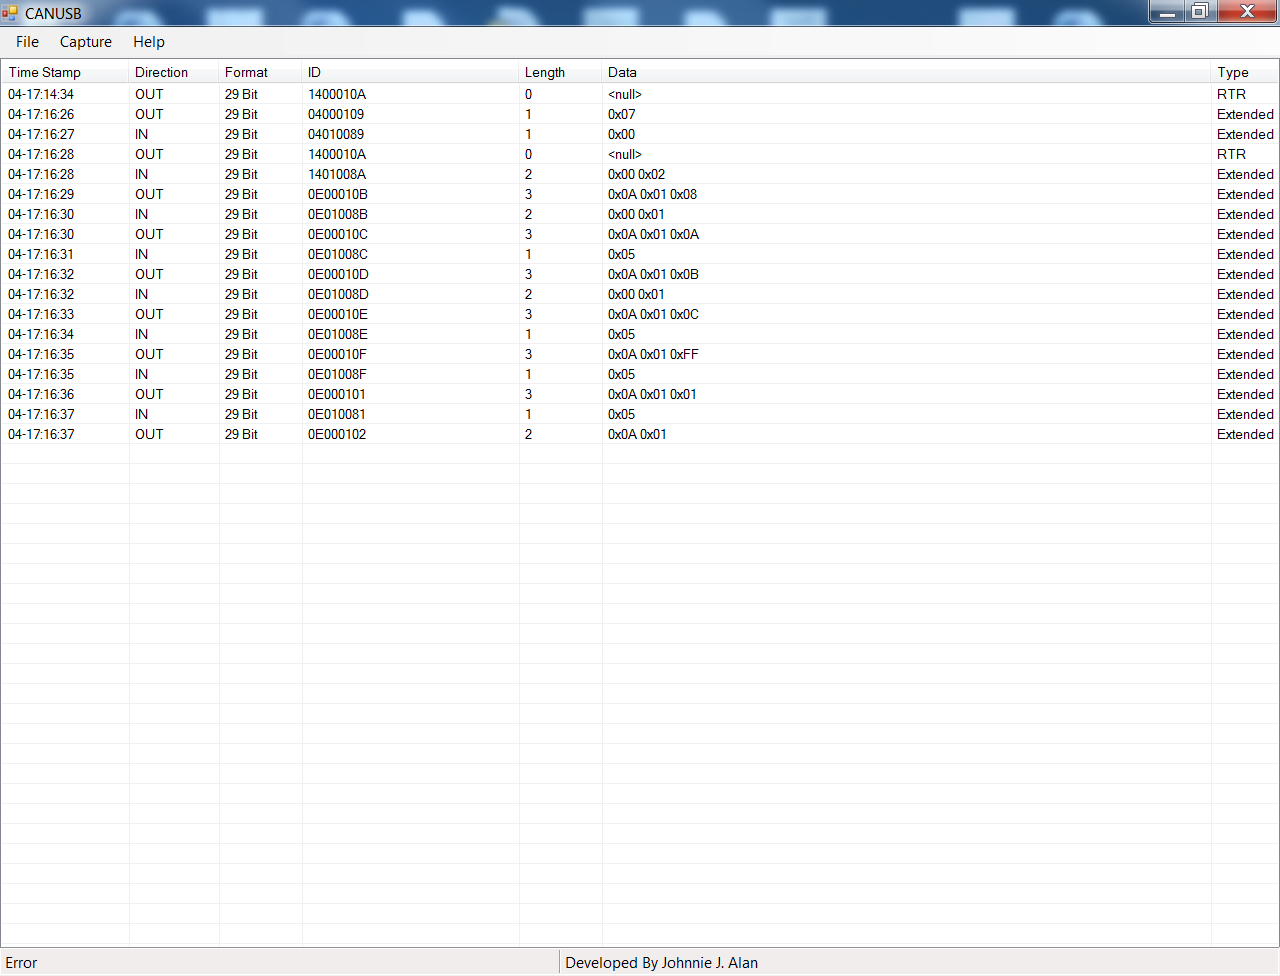 CANUSB
File Capture Help
Time Stamp Direction Format ID Length Data Type
04-17:14:34 OUT 29 Bit 1400010A 0 <null> RTR
04-17:16:26 OUT 29 Bit 04000109 1 0x07 Extended
04-17:16:27 IN 29 Bit 04010089 1 0x00 Extended
04-17:16:28 OUT 29 Bit 1400010A 0 <null> RTR
04-17:16:28 IN 29 Bit 1401008A 2 0x00 0x02 Extended
04-17:16:29 OUT 29 Bit 0E00010B 3 0x0A 0x01 0x08 Extended
04-17:16:30 IN 29 Bit 0E01008B 2 0x00 0x01 Extended
04-17:16:30 OUT 29 Bit 0E00010C 3 0x0A 0x01 0x0A Extended
04-17:16:31 IN 29 Bit 0E01008C 1 0x05 Extended
04-17:16:32 OUT 29 Bit 0E00010D 3 0x0A 0x01 0x0B Extended
04-17:16:32 IN 29 Bit 0E01008D 2 0x00 0x01 Extended
04-17:16:33 OUT 29 Bit 0E00010E 3 0x0A 0x01 0x0C Extended
04-17:16:34 IN 29 Bit 0E01008E 1 0x05 Extended
04-17:16:35 OUT 29 Bit 0E00010F 3 0x0A 0x01 0xFF Extended
04-17:16:35 IN 29 Bit 0E01008F 1 0x05 Extended
04-17:16:36 OUT 29 Bit 0E000101 3 0x0A 0x01 0x01 Extended
04-17:16:37 IN 29 Bit 0E010081 1 0x05 Extended
04-17:16:37 OUT 29 Bit 0E000102 2 0x0A 0x01 Extended
Error Developed By Johnnie J. Alan